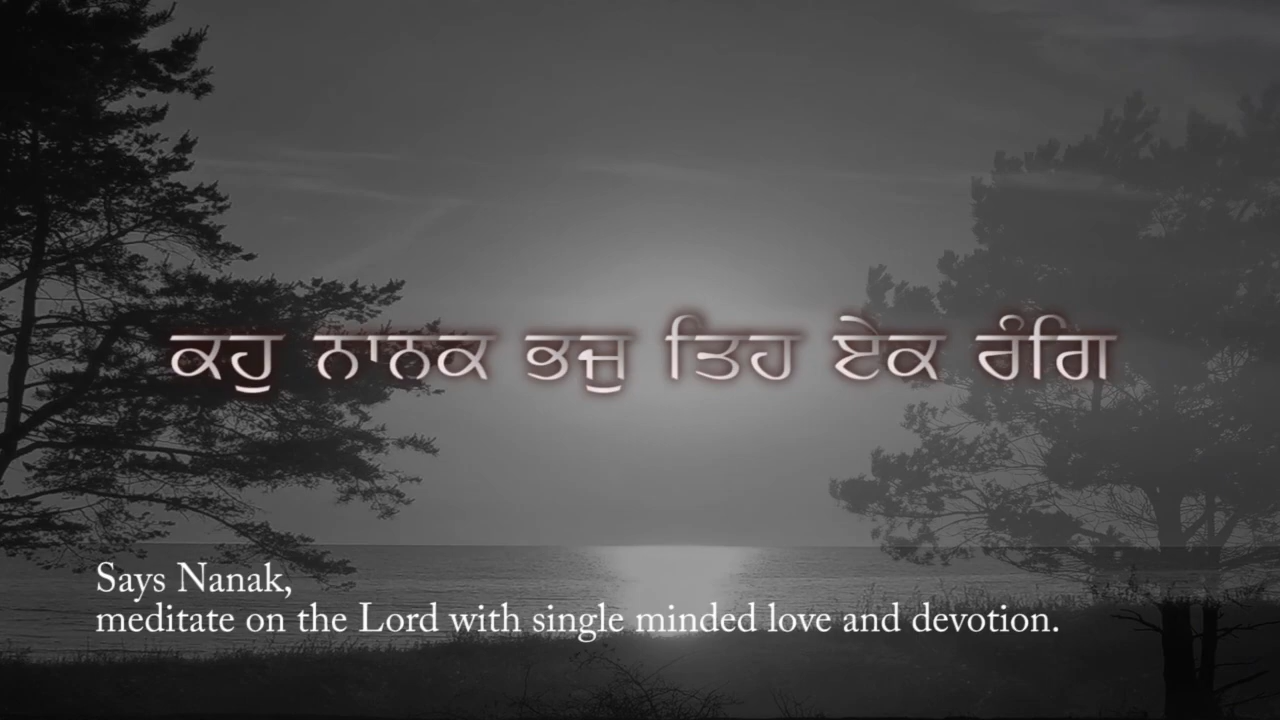 ਕਹੁ ਨਾਨਕ ਭਜੁ ਤਿਹ ਏਕ ਰੰਗਿ
Says Nanak,
meditate on the Lord with single minded love and devotion.